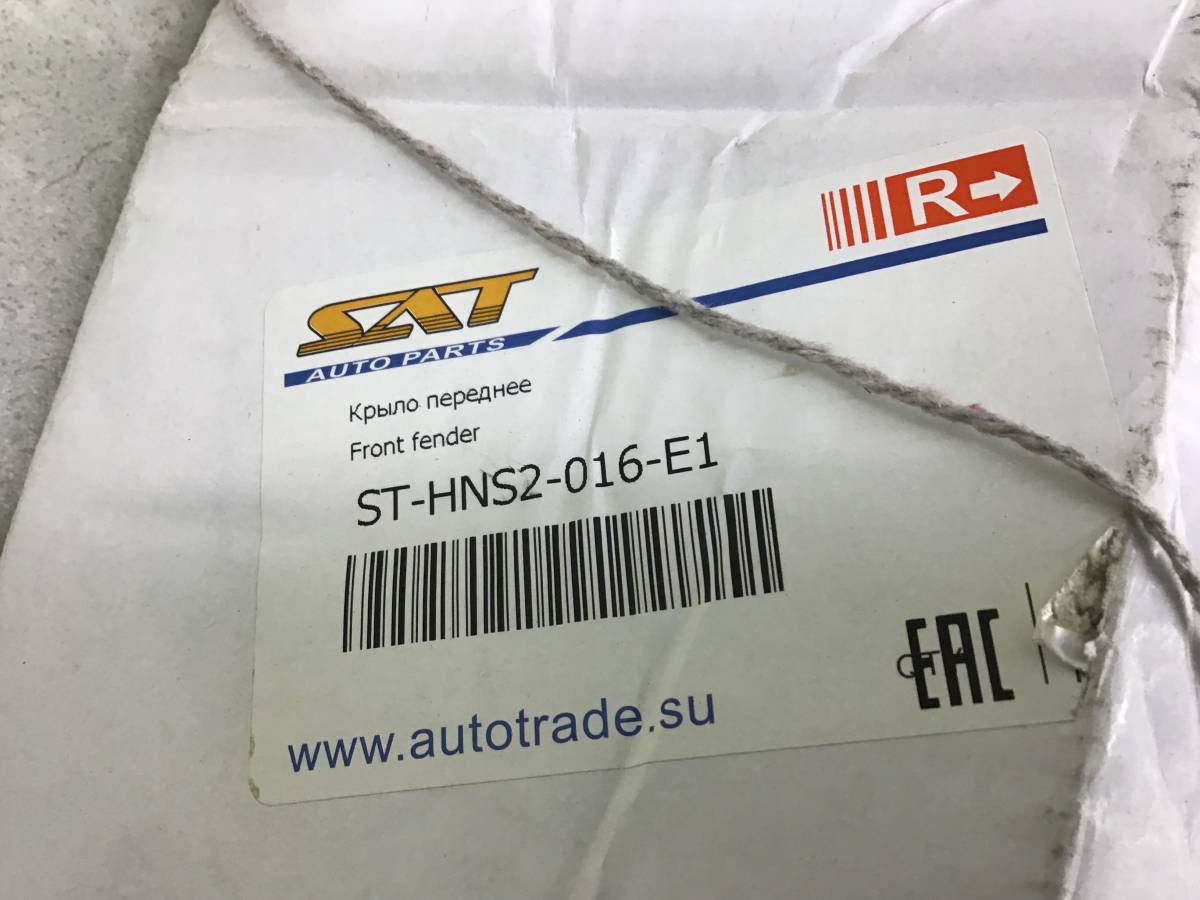 R
SAT
AUTO PARTS
Крыло переднее
Front fender
ST-HNS2-016-E1
EAC
www.autotrade.su